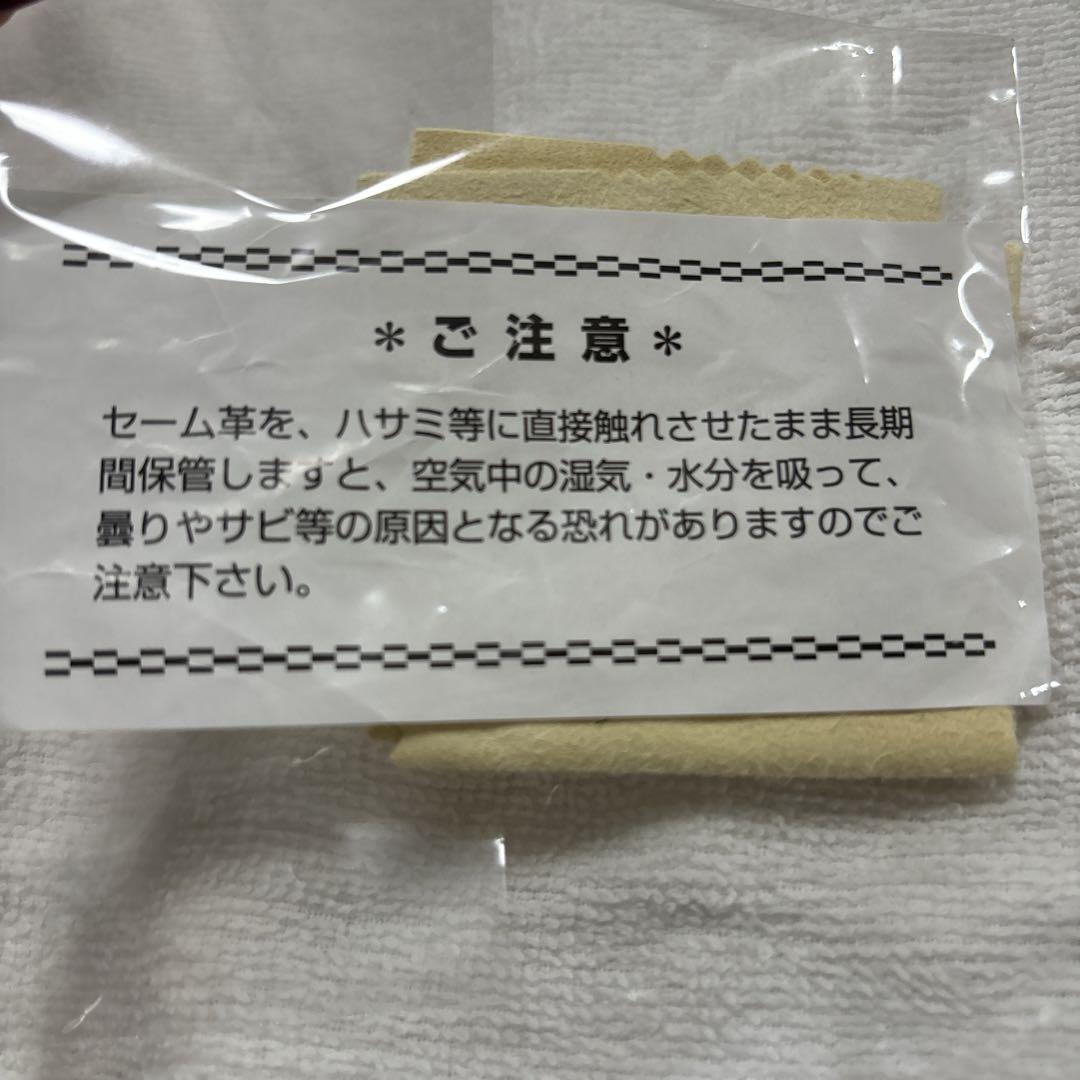 ＊ご注意＊
セーム革を、ハサミ等に直接触れさせたまま長期
間保管しますと、空気中の湿気・水分を吸って、
曇りやサビ等の原因となる恐れがありますのでご
注意下さい。